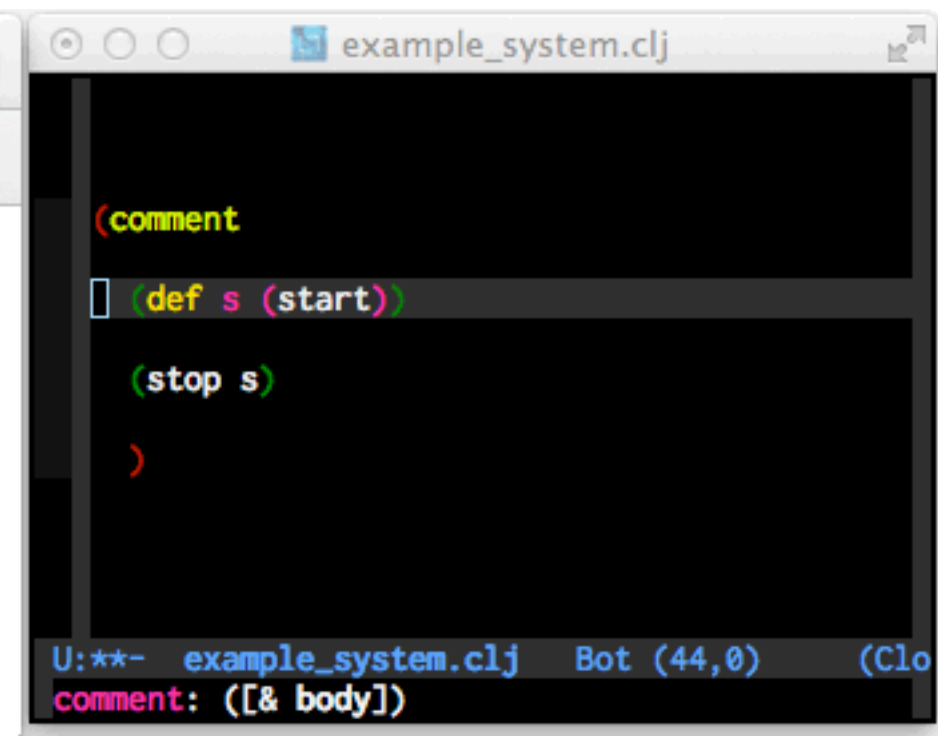 example_system.clj
(comment
(def s (start))
(stop s)
)
U:**-  example_system.clj   Bot (44,0)      (Clo
comment: ([& body])